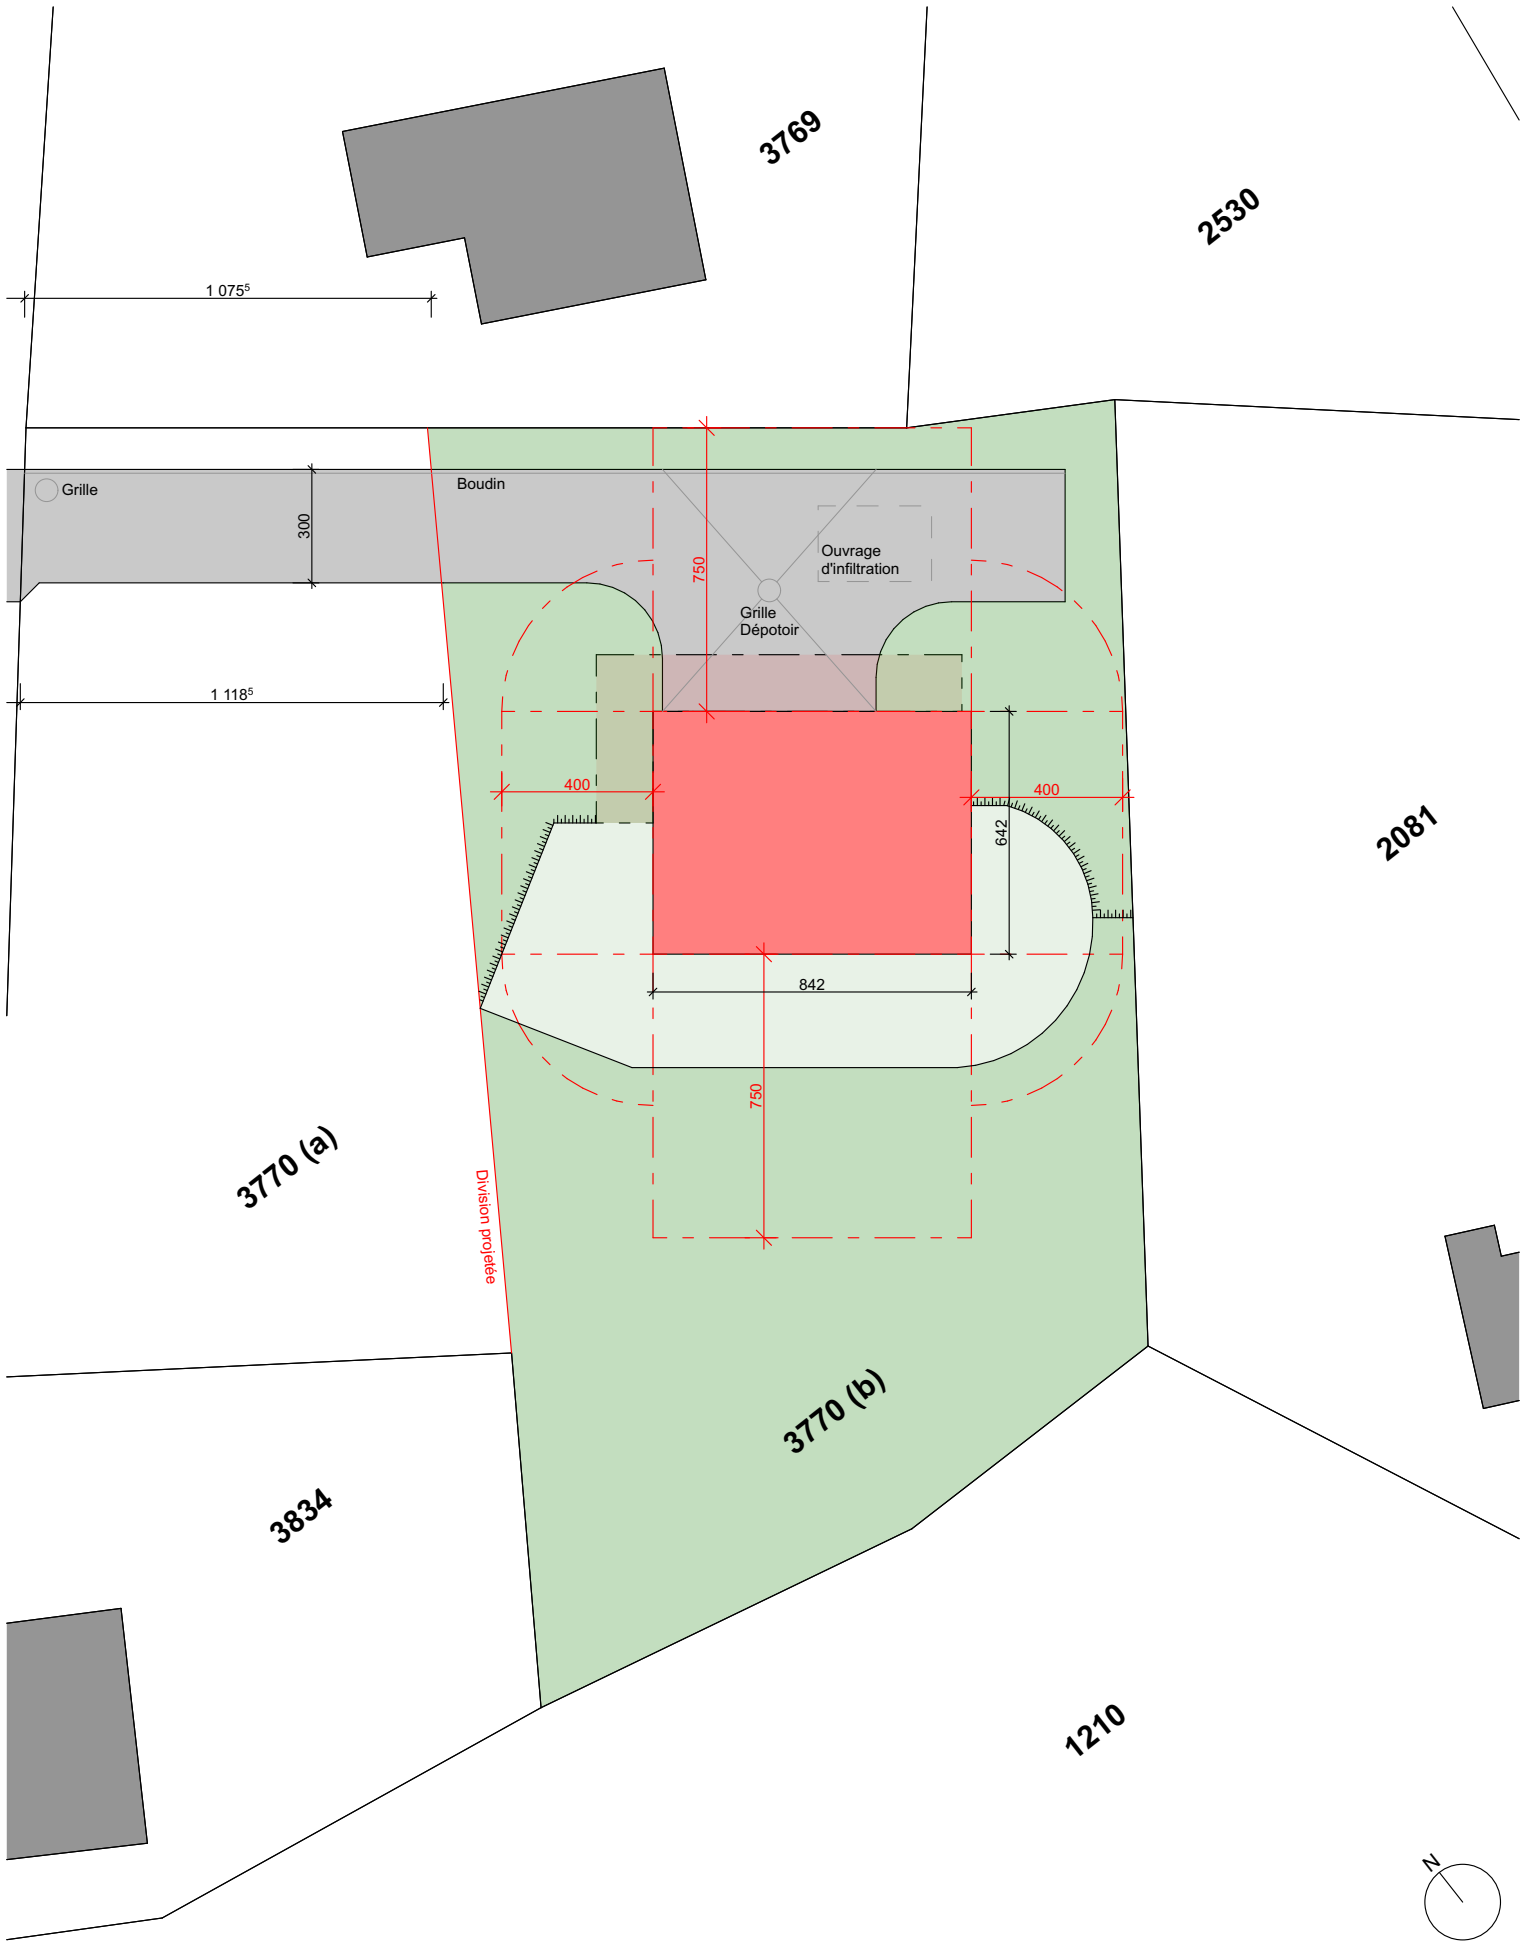 3769
2530
1 075⁵
Grille
Boudin
300
750
Ouvrage
d'infiltration
Grille
Dépotoir
1 118⁵
400
400
642
2081
842
750
3770 (a)
Division projetée
3770 (b)
3834
1210
N